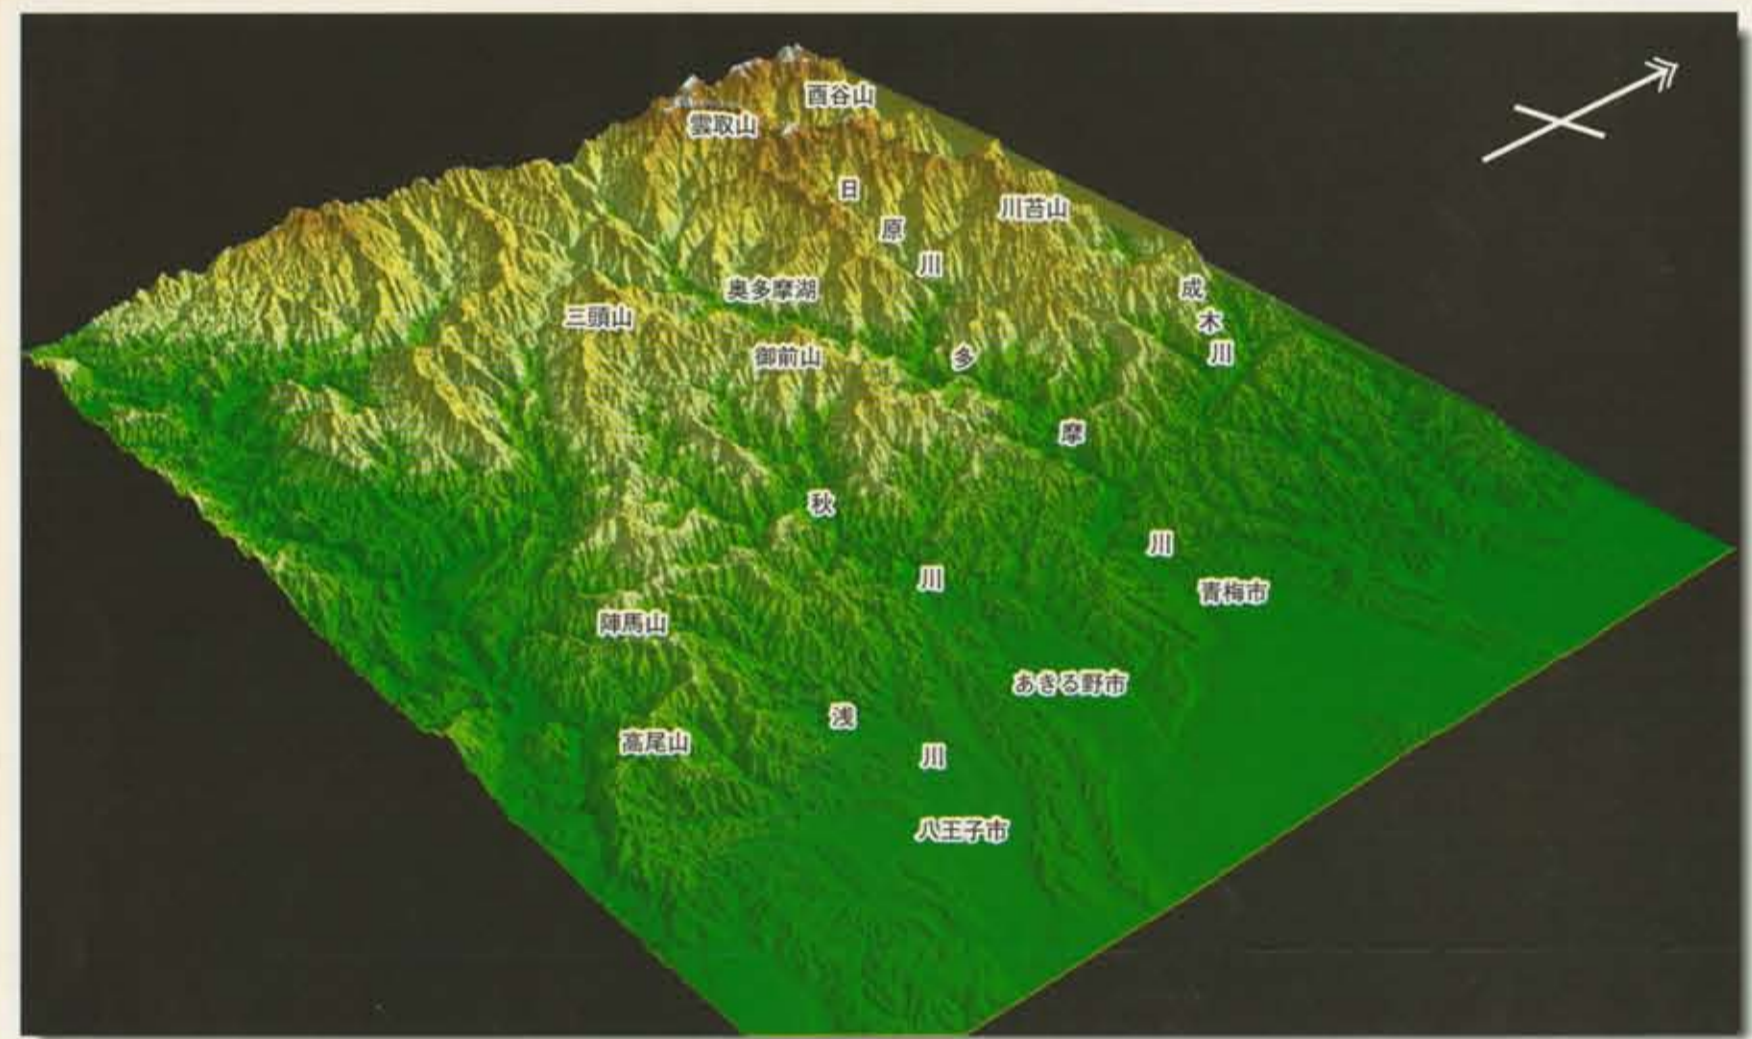 酉谷山
雲取山
日原川
川苔山
奥多摩湖
成木川
三頭山
御前山
多摩川
秋川
青梅市
陣馬山
あきる野市
浅川
高尾山
八王子市